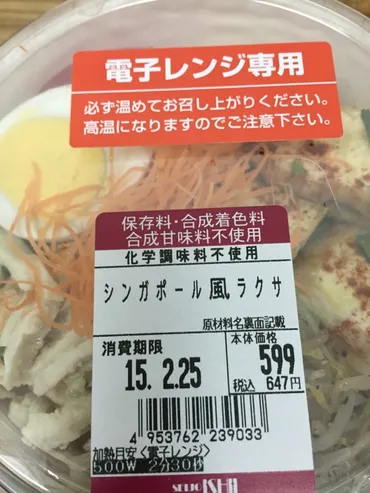 電子レンジ専用
必ず温めてお召し上がりください。
高温になりますのでご注意下さい。
保存料・合成着色料
合成甘味料不使用
化学調味料不使用
シンガポール風ラクサ
原材料名裏面記載
消費期限
本体価格
15. 2.25
599
税込 647円
4 953762 239033
加熱目安<電子レンジ>
500W 2分30秒
SEIJO ISHII